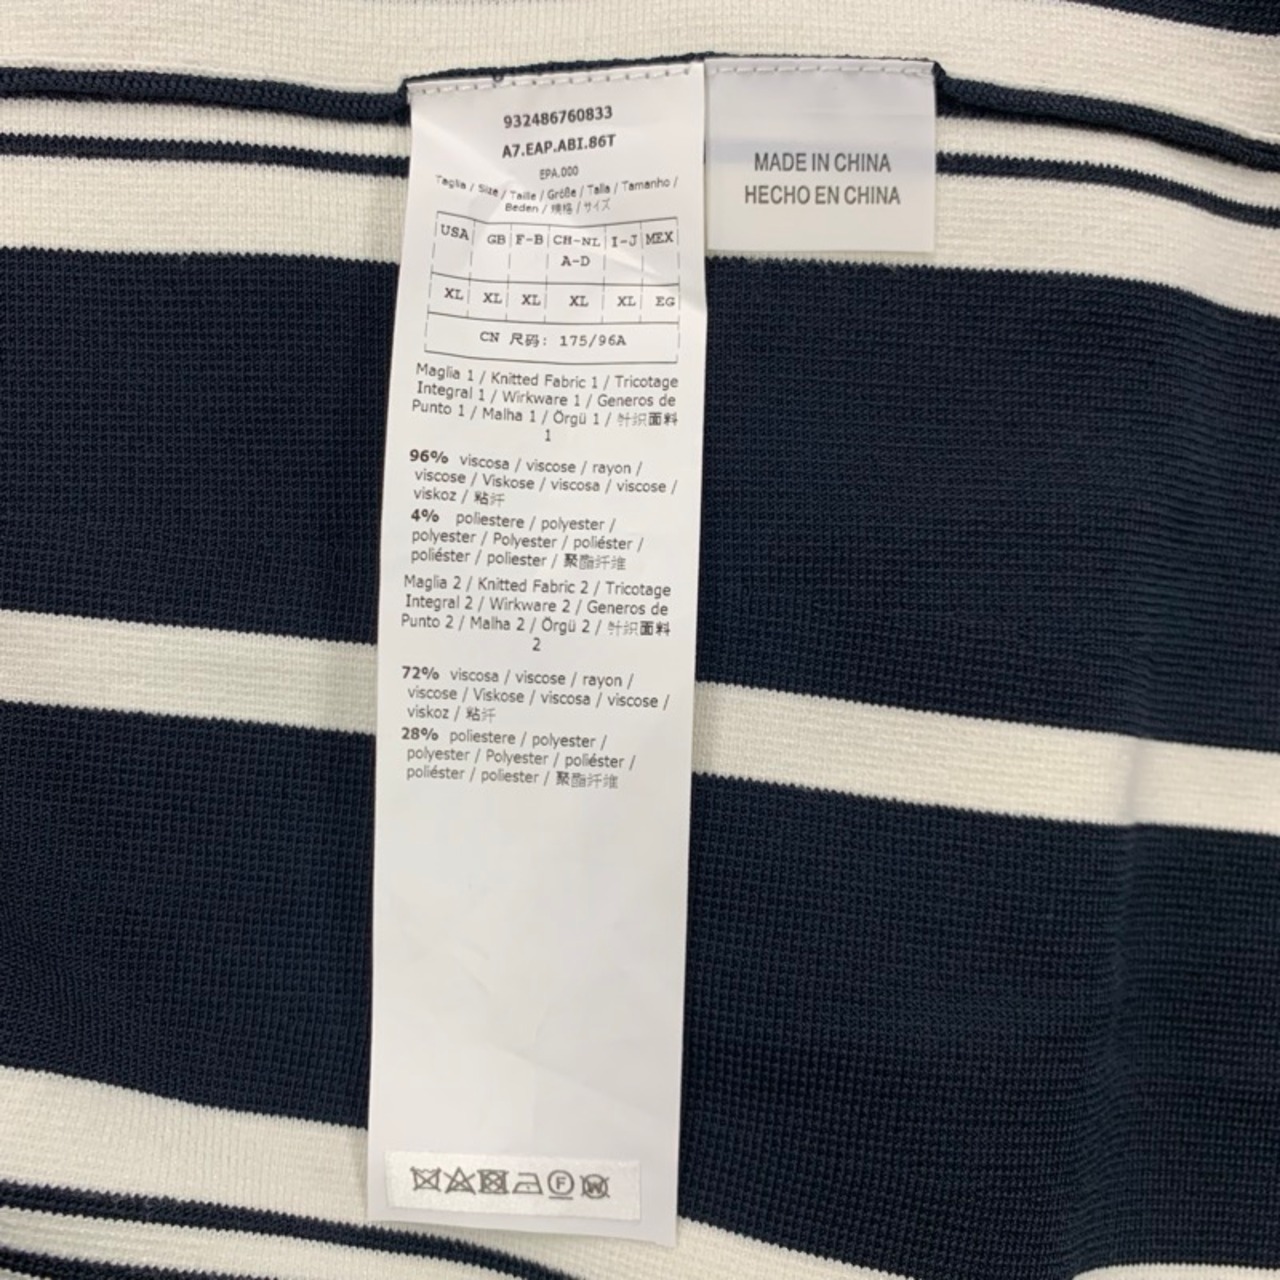 932486760833
A7.EAP.ABI.86T
EPA.000
Taglia / Size / Taille / Größe / Talla / Tamanho /
Beden / 規格 / サイズ
USA GB F-B CH-NL I-J MEX
A-D
XL XL XL XL XL EG
CN 尺码: 175/96A
Maglia 1 / Knitted Fabric 1 / Tricotage
Integral 1 / Wirkware 1 / Generos de
Punto 1 / Malha 1 / Örgü 1 / 针织面料
1
96% viscosa / viscose / rayon /
viscose / Viskose / viscosa / viscose /
viskoz / 粘纤
4% poliestere / polyester /
polyester / Polyester / poliéster /
poliéster / poliester / 聚酯纤维
Maglia 2 / Knitted Fabric 2 / Tricotage
Integral 2 / Wirkware 2 / Generos de
Punto 2 / Malha 2 / Örgü 2 / 针织面料
2
72% viscosa / viscose / rayon /
viscose / Viskose / viscosa / viscose /
viskoz / 粘纤
28% poliestere / polyester /
polyester / Polyester / poliéster /
poliéster / poliester / 聚酯纤维
F W
MADE IN CHINA
HECHO EN CHINA